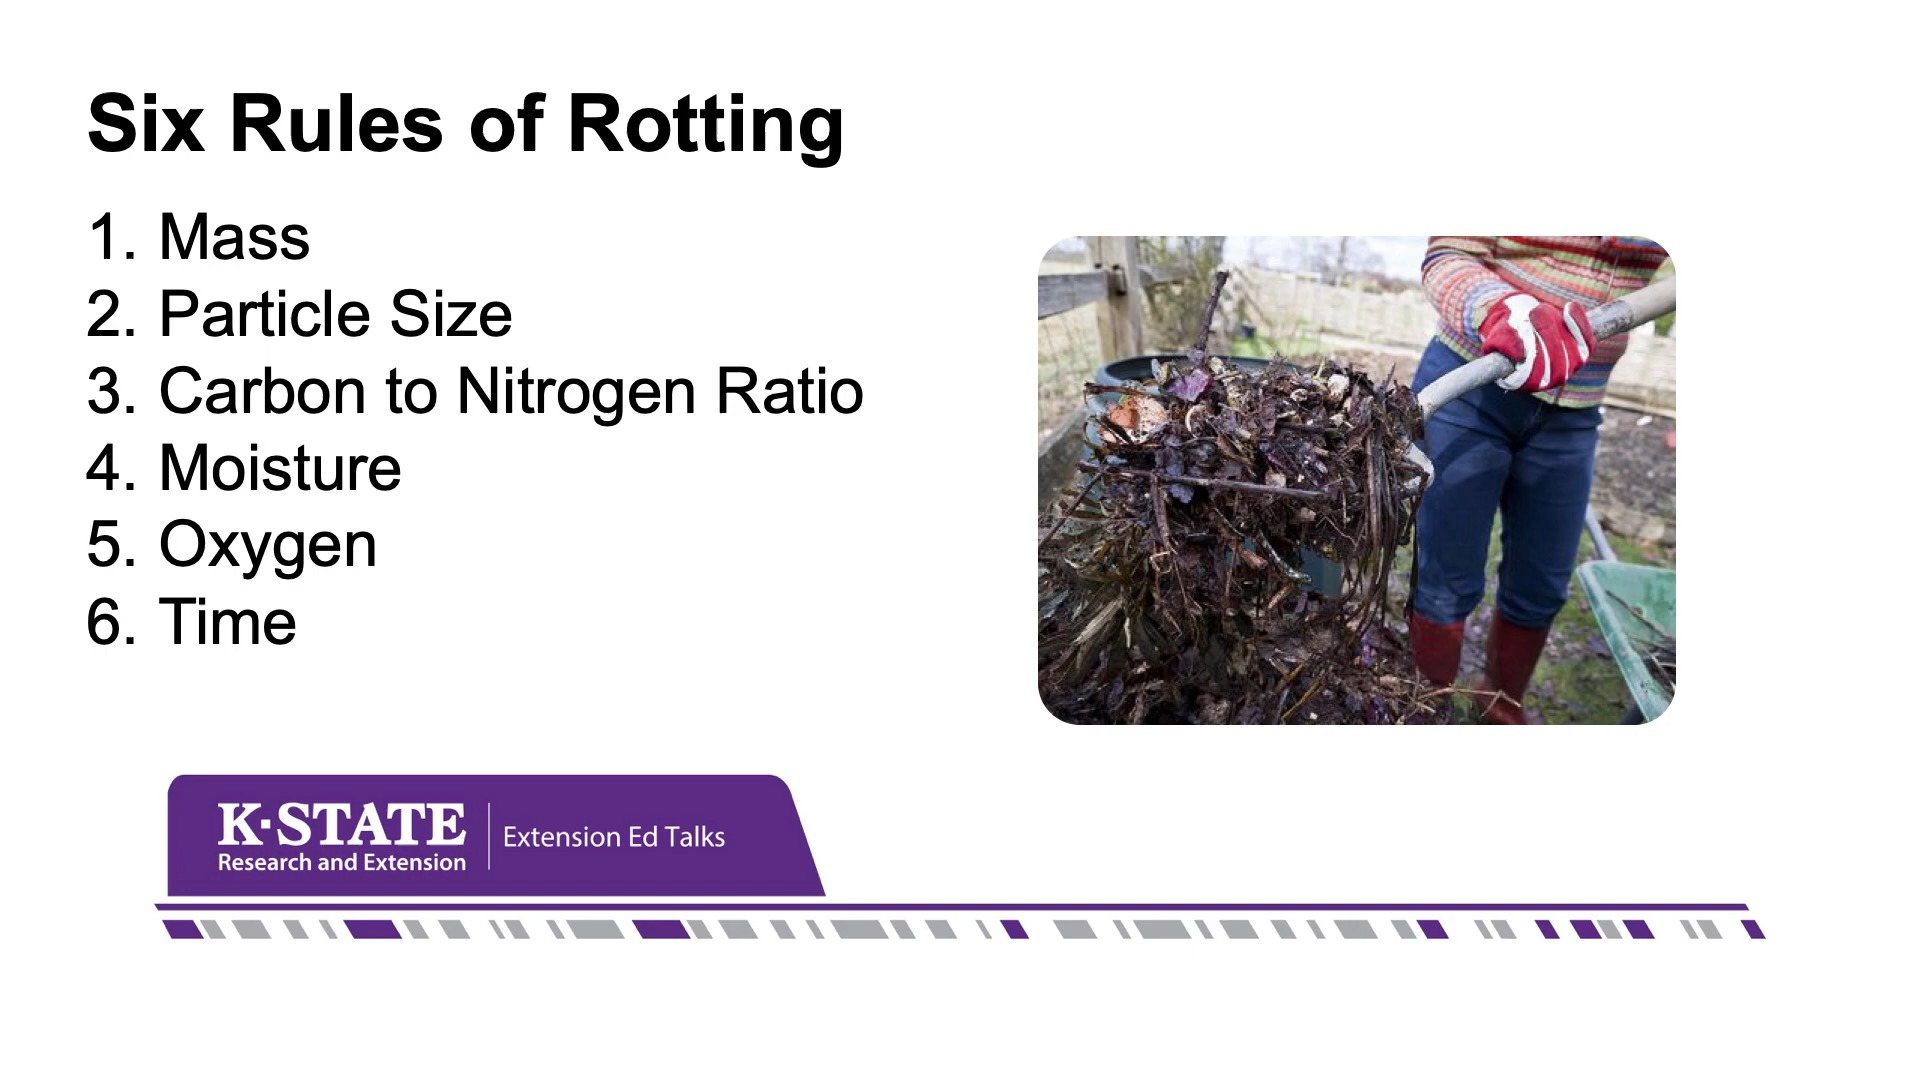 Six Rules of Rotting
1. Mass
2. Particle Size
3. Carbon to Nitrogen Ratio
4. Moisture
5. Oxygen
6. Time
K·STATE
Research and Extension
Extension Ed Talks